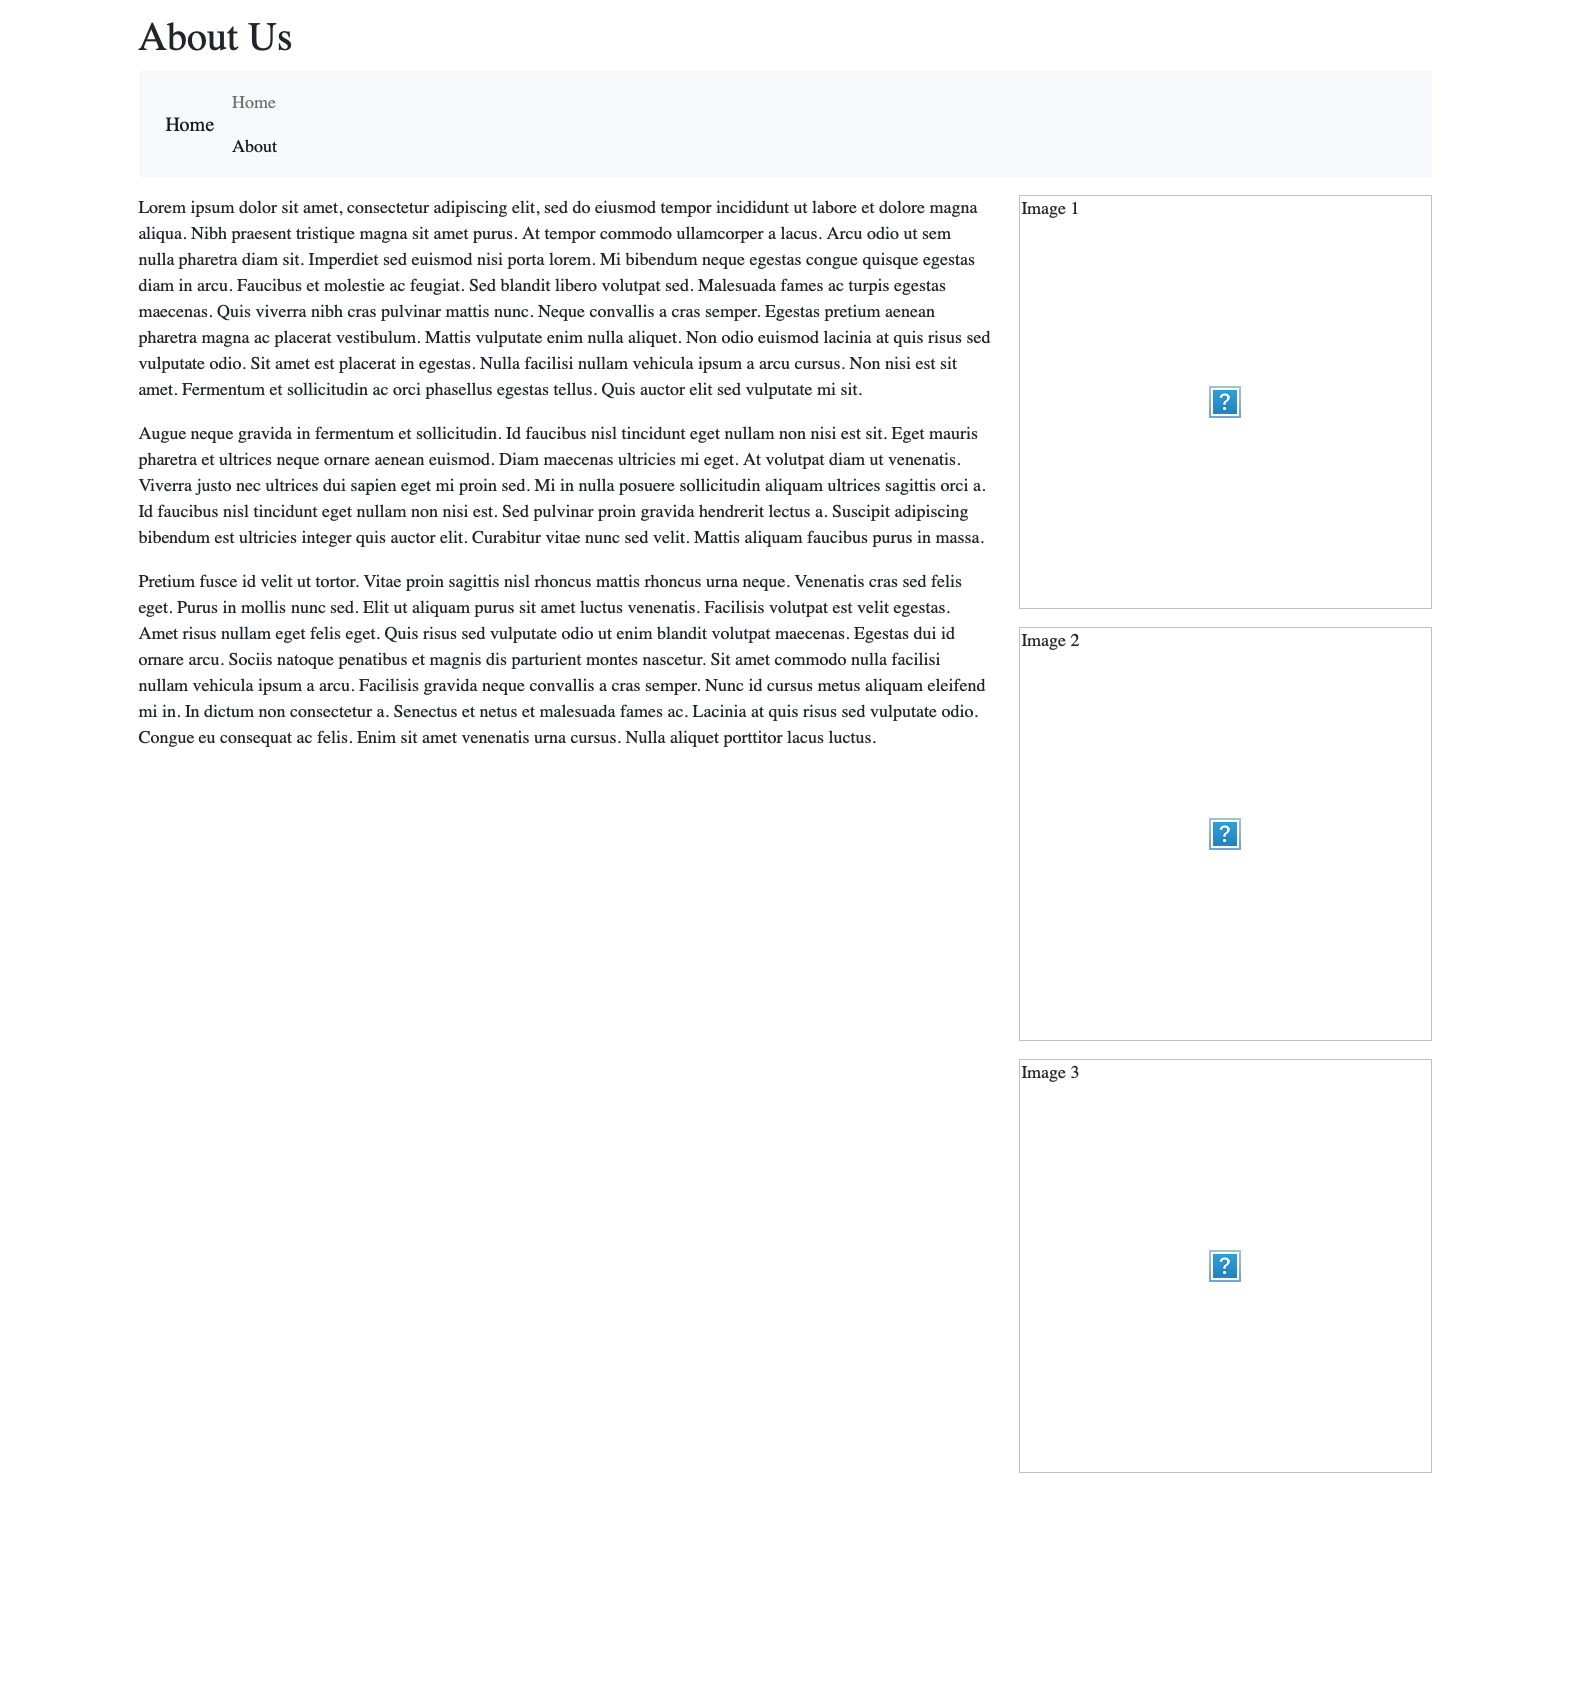 About Us
Home
Home
About
Lorem ipsum dolor sit amet, consectetur adipiscing elit, sed do eiusmod tempor incididunt ut labore et dolore magna
aliqua. Nibh praesent tristique magna sit amet purus. At tempor commodo ullamcorper a lacus. Arcu odio ut sem
nulla pharetra diam sit. Imperdiet sed euismod nisi porta lorem. Mi bibendum neque egestas congue quisque egestas
diam in arcu. Faucibus et molestie ac feugiat. Sed blandit libero volutpat sed. Malesuada fames ac turpis egestas
maecenas. Quis viverra nibh cras pulvinar mattis nunc. Neque convallis a cras semper. Egestas pretium aenean
pharetra magna ac placerat vestibulum. Mattis vulputate enim nulla aliquet. Non odio euismod lacinia at quis risus sed
vulputate odio. Sit amet est placerat in egestas. Nulla facilisi nullam vehicula ipsum a arcu cursus. Non nisi est sit
amet. Fermentum et sollicitudin ac orci phasellus egestas tellus. Quis auctor elit sed vulputate mi sit.
Augue neque gravida in fermentum et sollicitudin. Id faucibus nisl tincidunt eget nullam non nisi est sit. Eget mauris
pharetra et ultrices neque ornare aenean euismod. Diam maecenas ultricies mi eget. At volutpat diam ut venenatis.
Viverra justo nec ultrices dui sapien eget mi proin sed. Mi in nulla posuere sollicitudin aliquam ultrices sagittis orci a.
Id faucibus nisl tincidunt eget nullam non nisi est. Sed pulvinar proin gravida hendrerit lectus a. Suscipit adipiscing
bibendum est ultricies integer quis auctor elit. Curabitur vitae nunc sed velit. Mattis aliquam faucibus purus in massa.
Pretium fusce id velit ut tortor. Vitae proin sagittis nisl rhoncus mattis rhoncus urna neque. Venenatis cras sed felis
eget. Purus in mollis nunc sed. Elit ut aliquam purus sit amet luctus venenatis. Facilisis volutpat est velit egestas.
Amet risus nullam eget felis eget. Quis risus sed vulputate odio ut enim blandit volutpat maecenas. Egestas dui id
ornare arcu. Sociis natoque penatibus et magnis dis parturient montes nascetur. Sit amet commodo nulla facilisi
nullam vehicula ipsum a arcu. Facilisis gravida neque convallis a cras semper. Nunc id cursus metus aliquam eleifend
mi in. In dictum non consectetur a. Senectus et netus et malesuada fames ac. Lacinia at quis risus sed vulputate odio.
Congue eu consequat ac felis. Enim sit amet venenatis urna cursus. Nulla aliquet porttitor lacus luctus.
Image 1
?
Image 2
?
Image 3
?